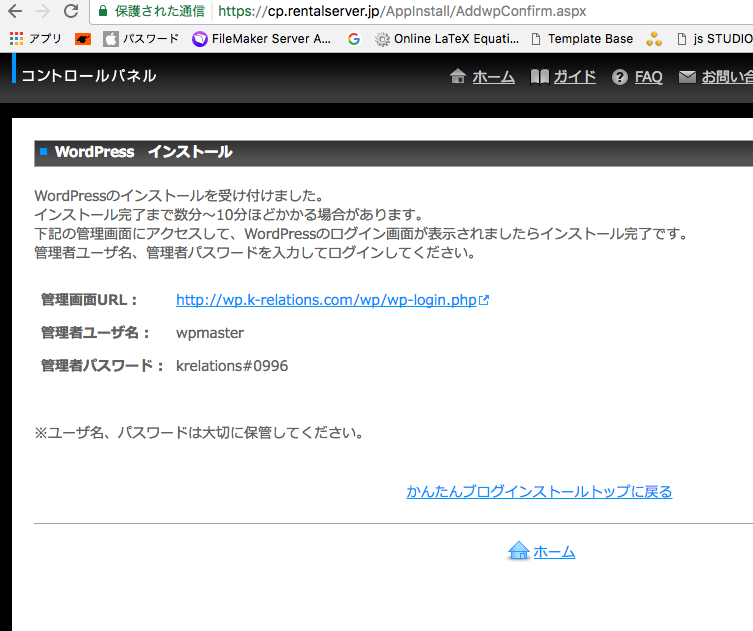 保護された通信 https://cp.rentalserver.jp/AppInstall/AddwpConfirm.aspx
アプリ パスワード FileMaker Server A... Online LaTeX Equati... Template Base js STUDIO
コントロールパネル ホーム ガイド FAQ お問い合
WordPress インストール
WordPressのインストールを受け付けました。
インストール完了まで数分～10分ほどかかる場合があります。
下記の管理画面にアクセスして、WordPressのログイン画面が表示されましたらインストール完了です。
管理者ユーザ名、管理者パスワードを入力してログインしてください。
管理画面URL： http://wp.k-relations.com/wp/wp-login.php
管理者ユーザ名： wpmaster
管理者パスワード： krelations#0996
※ユーザ名、パスワードは大切に保管してください。
かんたんブログインストールトップに戻る
ホーム